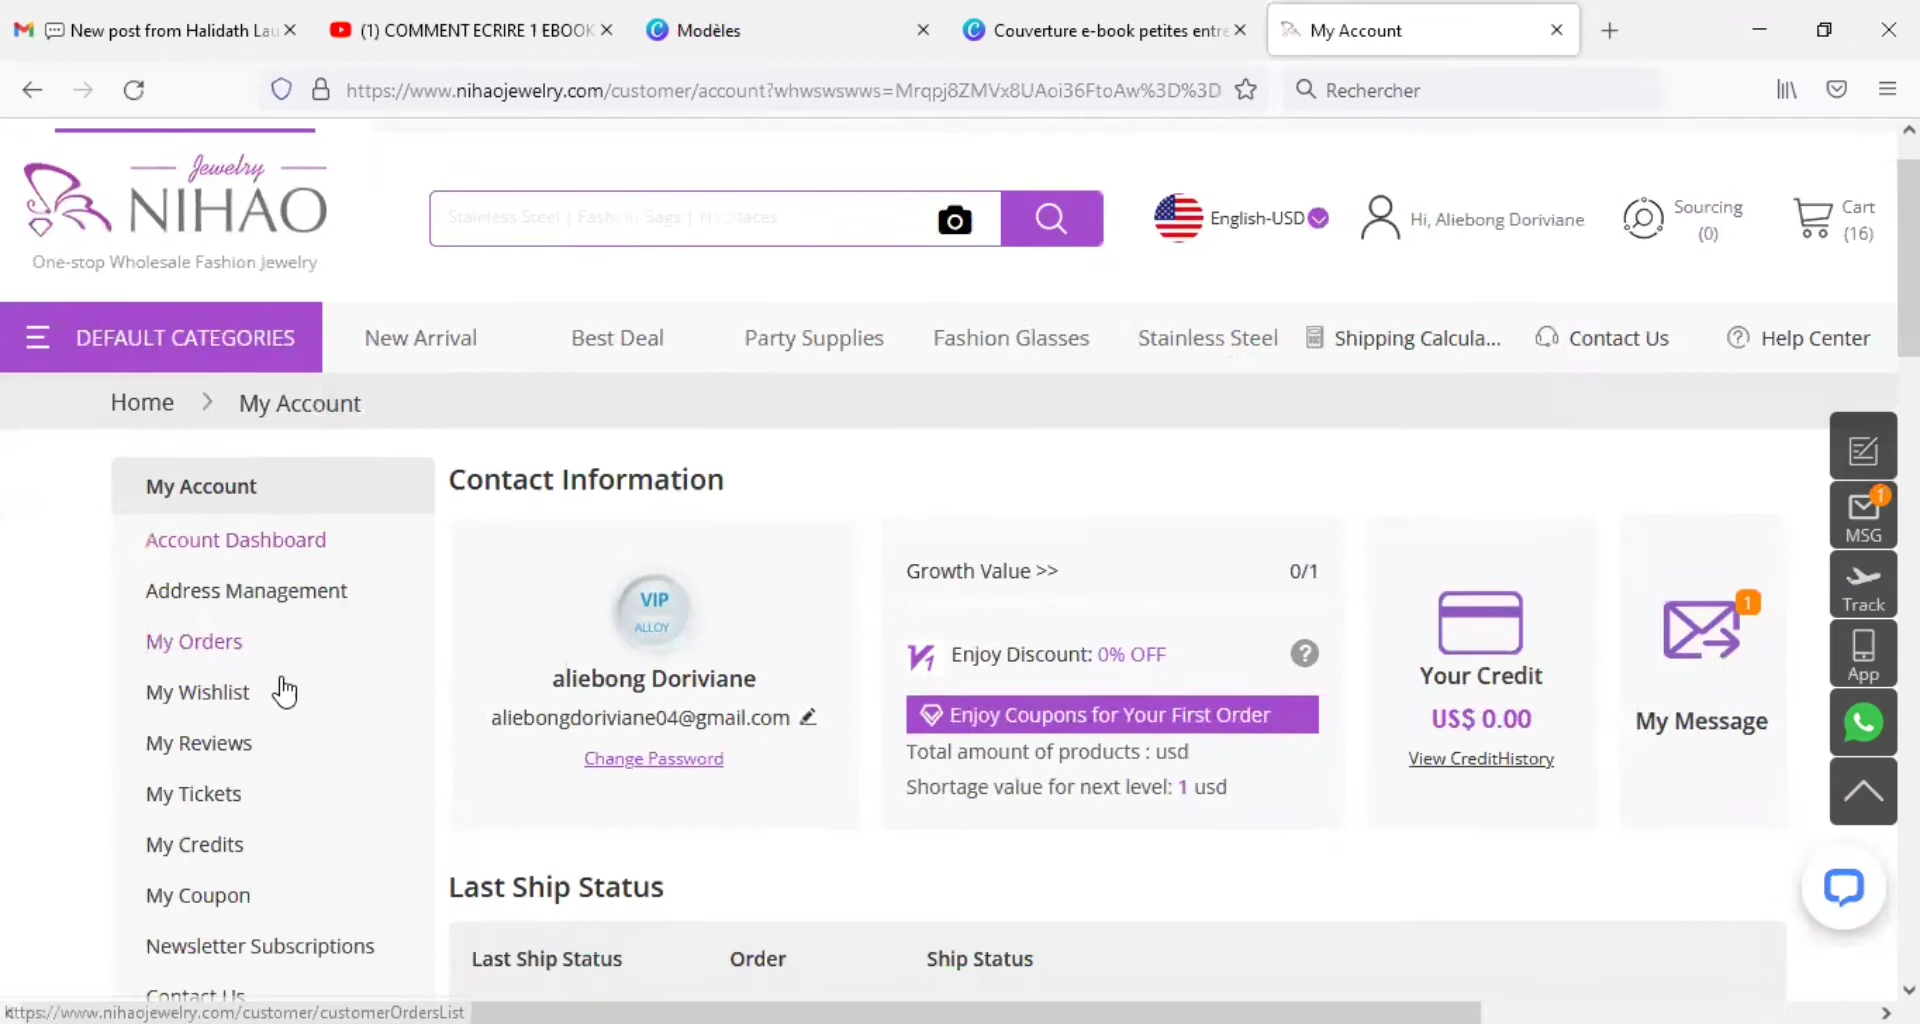 New post from Halidath Lau
(1) COMMENT ECRIRE 1 EBOOK
Modèles
Couverture e-book petites entre
My Account
https://www.nihaojewelry.com/customer/account?whwswswws=Mrqpj8ZMVx8UAoi36FtoAw%3D%3D
Rechercher
Jewelry
NIHAO
One-stop Wholesale Fashion Jewelry
Stainless Steel | Fashion Bags |
English-USD
Hi, Aliebong Doriviane
Sourcing
(0)
Cart
(16)
DEFAULT CATEGORIES
New Arrival
Best Deal
Party Supplies
Fashion Glasses
Stainless Steel
Shipping Calcula...
Contact Us
Help Center
Home
My Account
My Account
Account Dashboard
Address Management
My Orders
My Wishlist
My Reviews
My Tickets
My Credits
My Coupon
Newsletter Subscriptions
Contact Us
Contact Information
VIP
ALLOY
aliebong Doriviane
aliebongdoriviane04@gmail.com
Change Password
Growth Value >>
0/1
V1
Enjoy Discount: 0% OFF
?
Enjoy Coupons for Your First Order
Total amount of products : usd
Shortage value for next level: 1 usd
Your Credit
US$ 0.00
View CreditHistory
1
My Message
1
MSG
Track
App
Last Ship Status
Last Ship Status
Order
Ship Status
https://www.nihaojewelry.com/customer/customerOrdersList